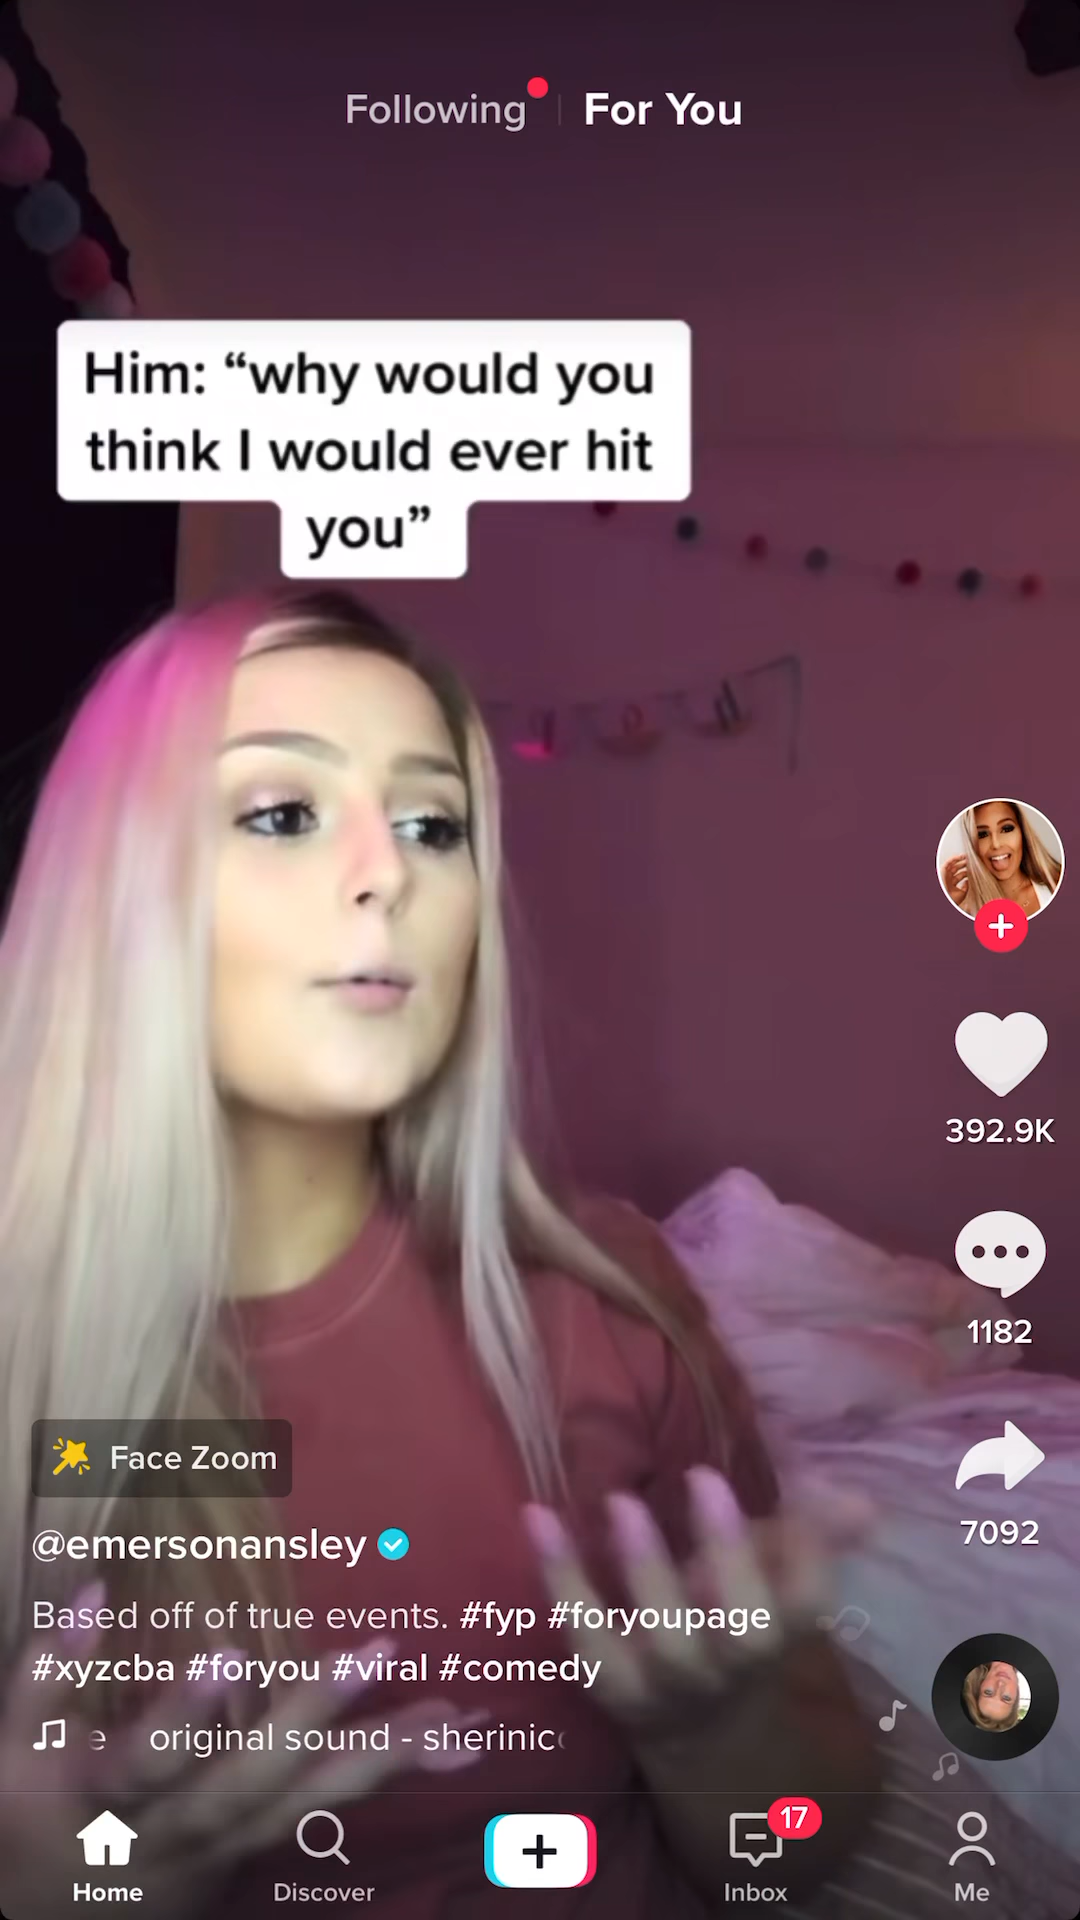 Following For You
Him: “why would you
think I would ever hit
you”
392.9K
1182
Face Zoom
7092
@emersonansley
Based off of true events. #fyp #foryoupage
#xyzcba #foryou #viral #comedy
e original sound - sherinic
17
Home Discover Inbox Me